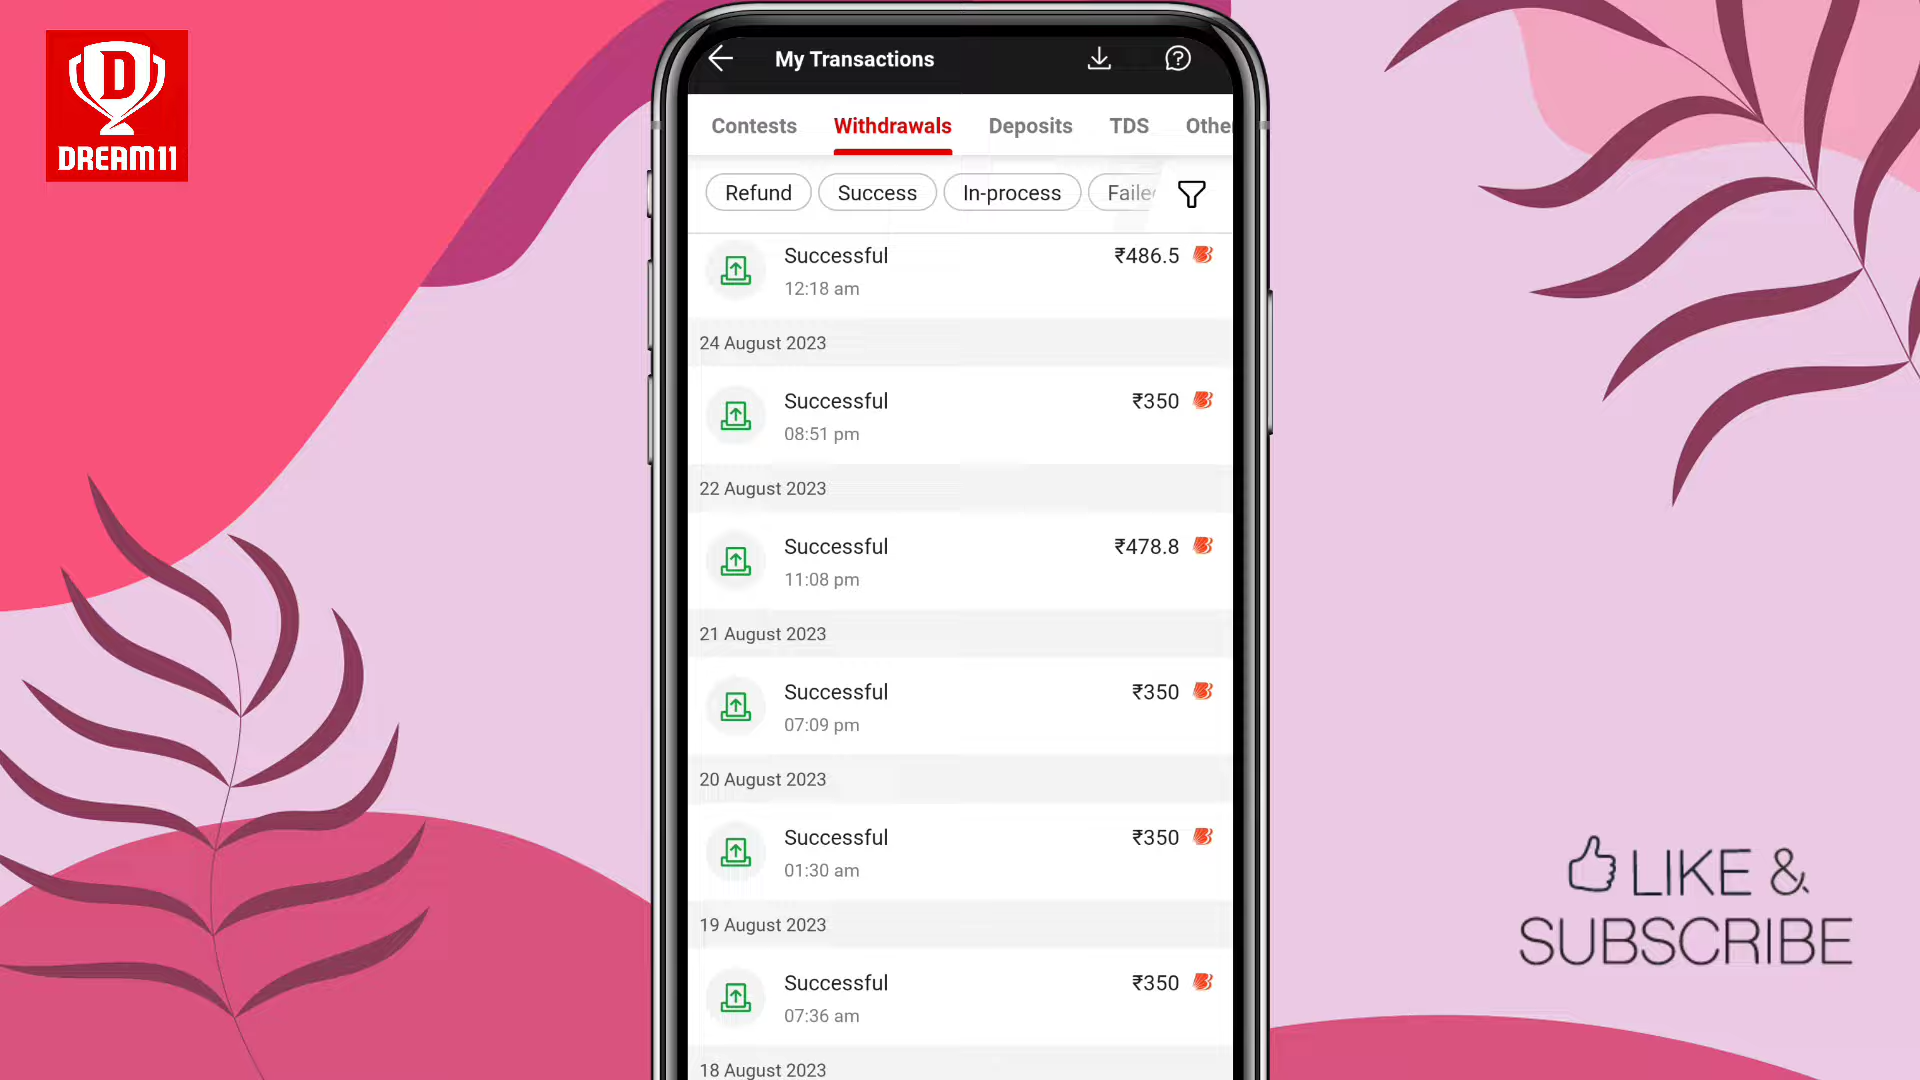 DREAM11
My Transactions
Contests Withdrawals Deposits TDS Other
Refund Success In-process Failed
Successful ₹486.5
12:18 am
24 August 2023
Successful ₹350
08:51 pm
22 August 2023
Successful ₹478.8
11:08 pm
21 August 2023
Successful ₹350
07:09 pm
20 August 2023
Successful ₹350
01:30 am
19 August 2023
Successful ₹350
07:36 am
18 August 2023
LIKE &
SUBSCRIBE